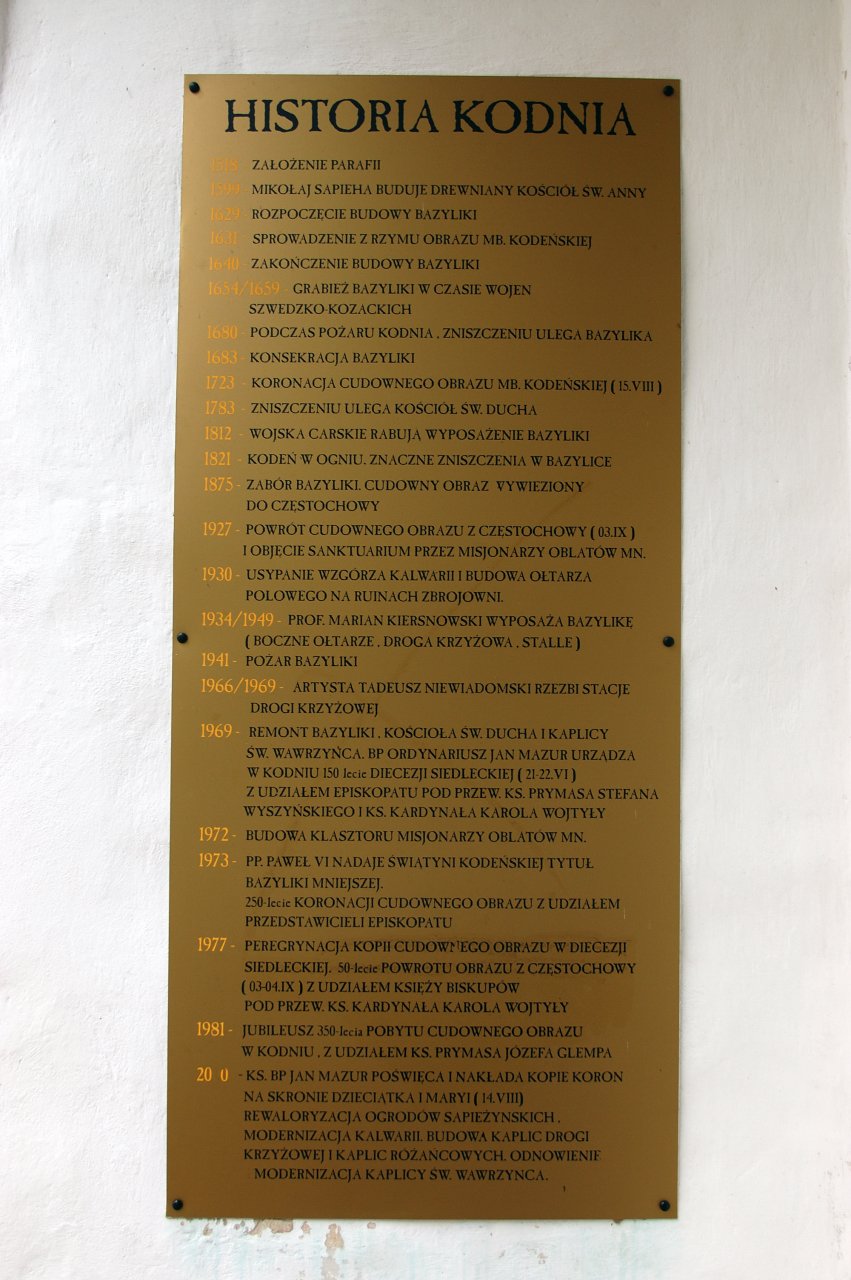 HISTORIA KODNIA
1518 - ZAŁOŻENIE PARAFII
1599 - MIKOŁAJ SAPIEHA BUDUJE DREWNIANY KOŚCIÓŁ ŚW. ANNY
1629 - ROZPOCZĘCIE BUDOWY BAZYLIKI
1631 - SPROWADZENIE Z RZYMU OBRAZU MB. KODEŃSKIEJ
1640 - ZAKOŃCZENIE BUDOWY BAZYLIKI
1654/1659 - GRABIEŻ BAZYLIKI W CZASIE WOJEN
SZWEDZKO-KOZACKICH
1680 - PODCZAS POŻARU KODNIA , ZNISZCZENIU ULEGA BAZYLIKA
1683 - KONSEKRACJA BAZYLIKI
1723 - KORONACJA CUDOWNEGO OBRAZU MB. KODEŃSKIEJ ( 15.VIII )
1783 - ZNISZCZENIU ULEGA KOŚCIÓŁ ŚW. DUCHA
1812 - WOJSKA CARSKIE RABUJĄ WYPOSAŻENIE BAZYLIKI
1821 - KODEŃ W OGNIU. ZNACZNE ZNISZCZENIA W BAZYLICE
1875 - ZABÓR BAZYLIKI. CUDOWNY OBRAZ VYWIEZIONY
DO CZĘSTOCHOWY
1927 - POWRÓT CUDOWNEGO OBRAZU Z CZĘSTOCHOWY ( 03.IX )
I OBJĘCIE SANKTUARIUM PRZEZ MISJONARZY OBLATÓW MN.
1930 - USYPANIE WZGÓRZA KALWARII I BUDOWA OŁTARZA
POLOWEGO NA RUINACH ZBROJOWNI.
1934/1949 - PROF. MARIAN KIERSNOWSKI WYPOSAŻA BAZYLIKĘ
( BOCZNE OŁTARZE , DROGA KRZYŻOWA , STALLE )
1941 - POŻAR BAZYLIKI
1966/1969 - ARTYSTA TADEUSZ NIEWIADOMSKI RZEZBI STACJE
DROGI KRZYŻOWEJ
1969 - REMONT BAZYLIKI , KOŚCIOŁA ŚW. DUCHA I KAPLICY
ŚW. WAWRZYŃCA. BP ORDYNARIUSZ JAN MAZUR URZĄDZA
W KODNIU 150 lecie DIECEZJI SIEDLECKIEJ ( 21-22.VI )
Z UDZIAŁEM EPISKOPATU POD PRZEW. KS. PRYMASA STEFANA
WYSZYŃSKIEGO I KS. KARDYNAŁA KAROLA WOJTYŁY
1972 - BUDOWA KLASZTORU MISJONARZY OBLATÓW MN.
1973 - PP. PAWEŁ VI NADAJE ŚWIĄTYNI KODEŃSKIEJ TYTUŁ
BAZYLIKI MNIEJSZEJ.
250-lecie KORONACJI CUDOWNEGO OBRAZU Z UDZIAŁEM
PRZEDSTAWICIELI EPISKOPATU
1977 - PEREGRYNACJA KOPII CUDOWNEGO OBRAZU W DIECEZJI
SIEDLECKIEJ. 50-lecie POWROTU OBRAZU Z CZĘSTOCHOWY
( 03-04.IX ) Z UDZIAŁEM KSIĘŻY BISKUPÓW
POD PRZEW. KS. KARDYNAŁA KAROLA WOJTYŁY
1981 - JUBILEUSZ 350-lecia POBYTU CUDOWNEGO OBRAZU
W KODNIU , Z UDZIAŁEM KS. PRYMASA JÓZEFA GLEMPA
20 0 - KS. BP JAN MAZUR POŚWIĘCA I NAKŁADA KOPIE KORON
NA SKRONIE DZIECIĄTKA I MARYI ( 14.VIII)
REWALORYZACJA OGRODÓW SAPIEŻYNSKICH ,
MODERNIZACJA KALWARII. BUDOWA KAPLIC DROGI
KRZYŻOWEJ I KAPLIC RÓŻAŃCOWYCH. ODNOWIENIE
MODERNIZACJA KAPLICY ŚW. WAWRZYNCA.